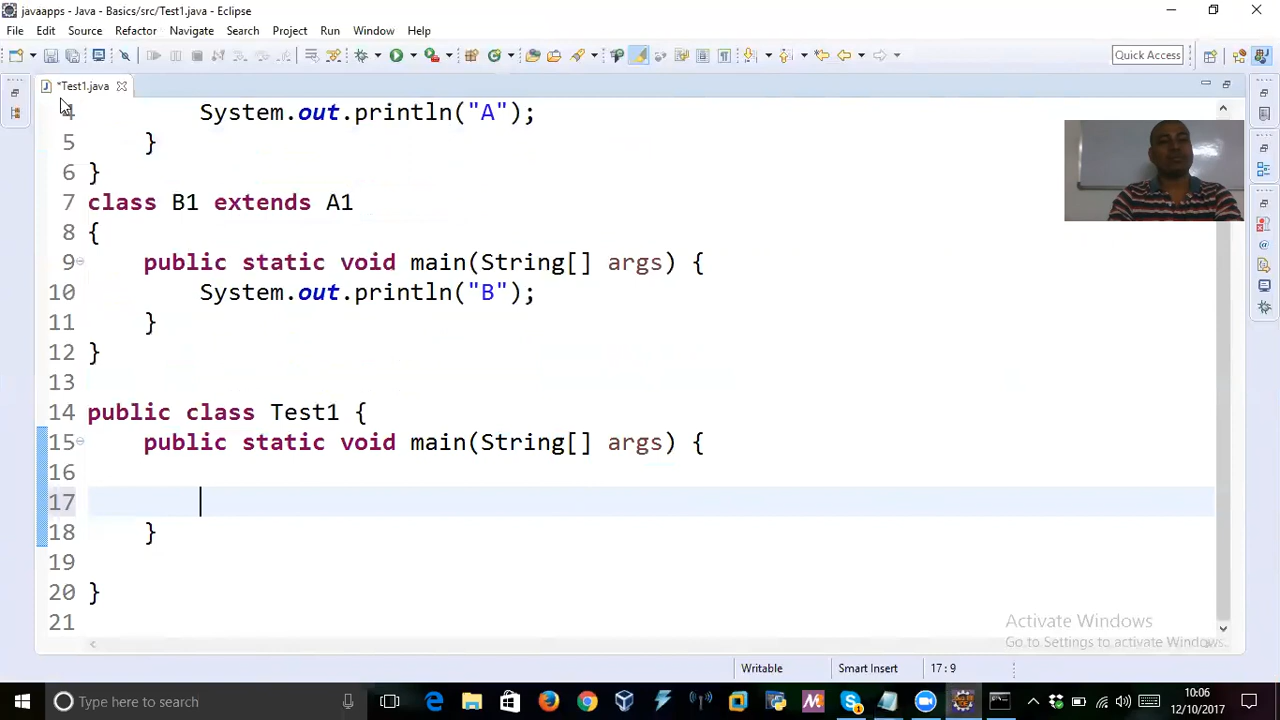 javaapps - Java - Basics/src/Test1.java - Eclipse
File Edit Source Refactor Navigate Search Project Run Window Help
Quick Access
*Test1.java
4 System.out.println("A");
5 }
6 }
7 class B1 extends A1
8 {
9 public static void main(String[] args) {
10 System.out.println("B");
11 }
12 }
13
14 public class Test1 {
15 public static void main(String[] args) {
16
17
18 }
19
20 }
21
Activate Windows
Go to Settings to activate Windows.
Writable Smart Insert 17:9
Type here to search
10:06
12/10/2017